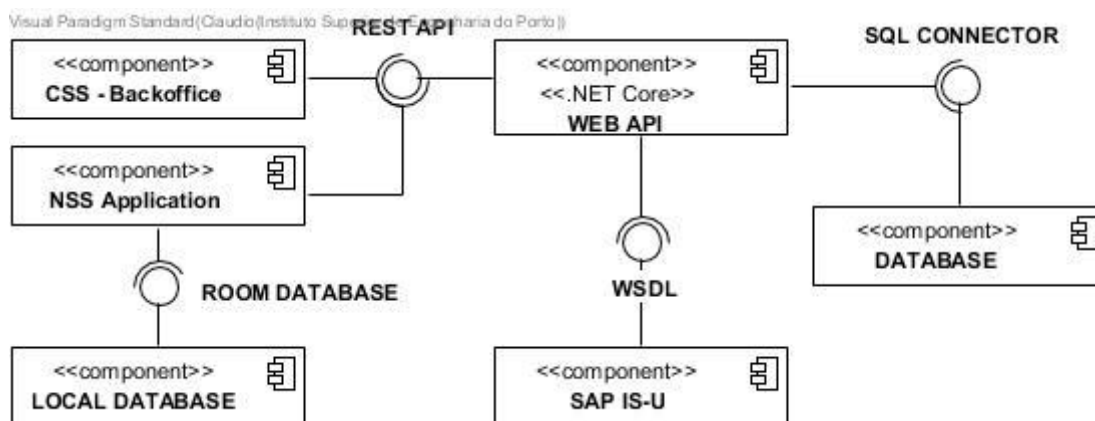 Visual Paradigm Standard(Claudio(Instituto Superior de Engenharia do Porto))
REST API
SQL CONNECTOR
<<component>>
CSS - Backoffice
<<component>>
<<.NET Core>>
WEB API
<<component>>
NSS Application
<<component>>
DATABASE
ROOM DATABASE
WSDL
<<component>>
LOCAL DATABASE
<<component>>
SAP IS-U